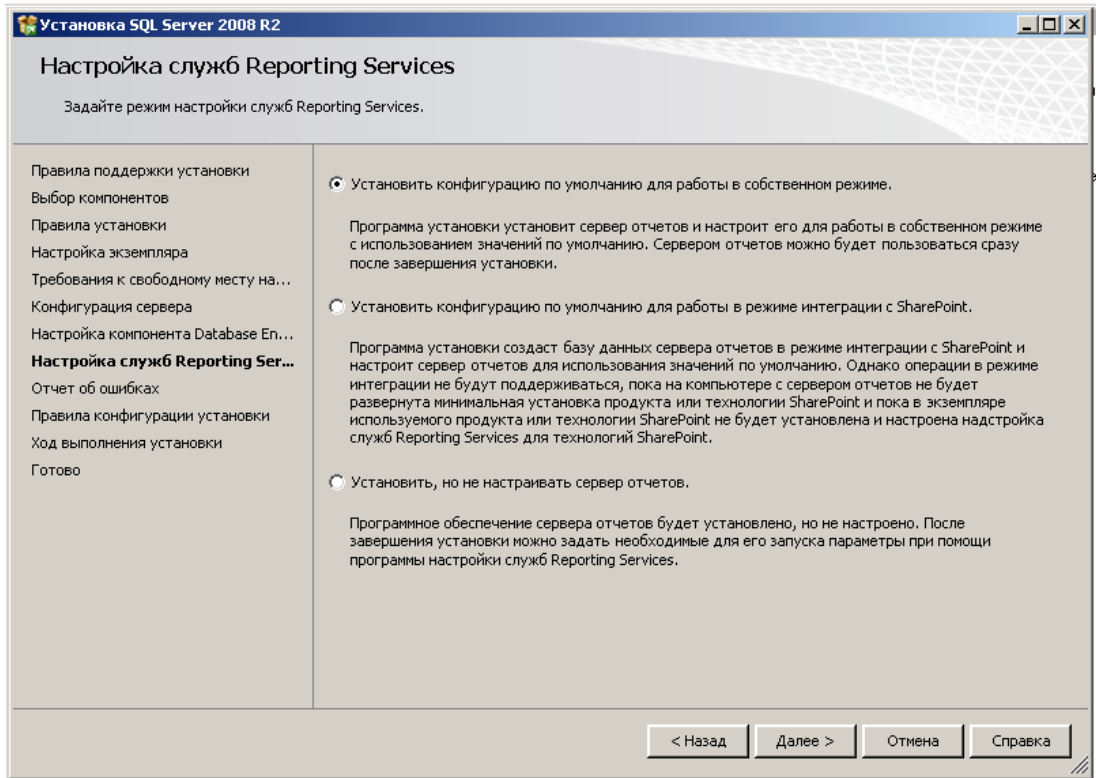 Установка SQL Server 2008 R2
Настройка служб Reporting Services
Задайте режим настройки служб Reporting Services.
Правила поддержки установки
Выбор компонентов
Правила установки
Настройка экземпляра
Требования к свободному месту на...
Конфигурация сервера
Настройка компонента Database En...
Настройка служб Reporting Ser...
Отчет об ошибках
Правила конфигурации установки
Ход выполнения установки
Готово
Установить конфигурацию по умолчанию для работы в собственном режиме.
Программа установки установит сервер отчетов и настроит его для работы в собственном режиме
с использованием значений по умолчанию. Сервером отчетов можно будет пользоваться сразу
после завершения установки.
Установить конфигурацию по умолчанию для работы в режиме интеграции с SharePoint.
Программа установки создаст базу данных сервера отчетов в режиме интеграции с SharePoint и
настроит сервер отчетов для использования значений по умолчанию. Однако операции в режиме
интеграции не будут поддерживаться, пока на компьютере с сервером отчетов не будет
развернута минимальная установка продукта или технологии SharePoint и пока в экземпляре
используемого продукта или технологии SharePoint не будет установлена и настроена надстройка
служб Reporting Services для технологий SharePoint.
Установить, но не настраивать сервер отчетов.
Программное обеспечение сервера отчетов будет установлено, но не настроено. После
завершения установки можно задать необходимые для его запуска параметры при помощи
программы настройки служб Reporting Services.
< Назад
Далее >
Отмена
Справка